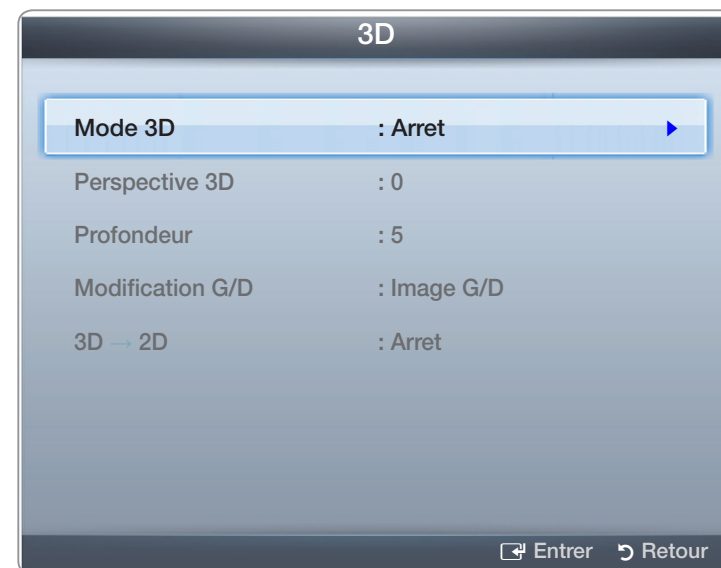 3D
Mode 3D : Arret
Perspective 3D : 0
Profondeur : 5
Modification G/D : Image G/D
3D → 2D : Arret
Entrer Retour